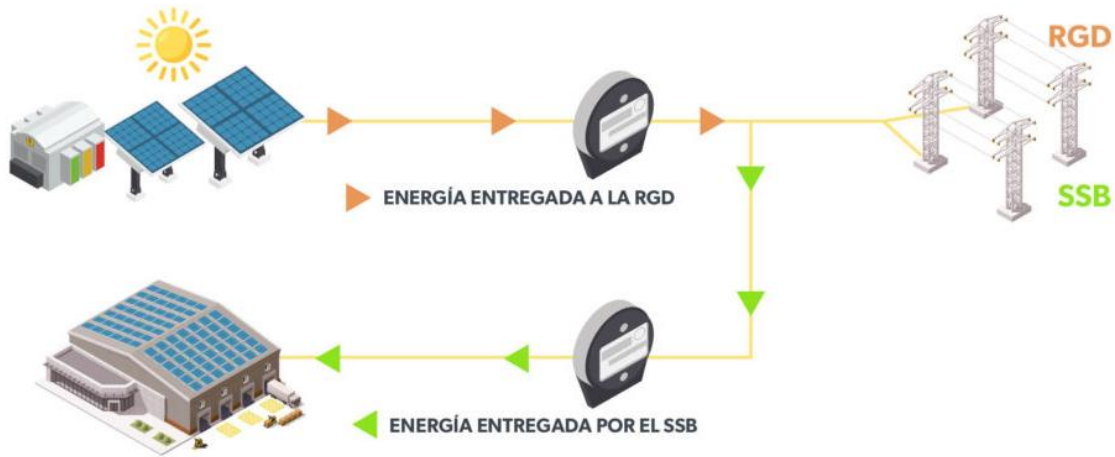 RGD
ENERGÍA ENTREGADA A LA RGD
SSB
ENERGÍA ENTREGADA POR EL SSB